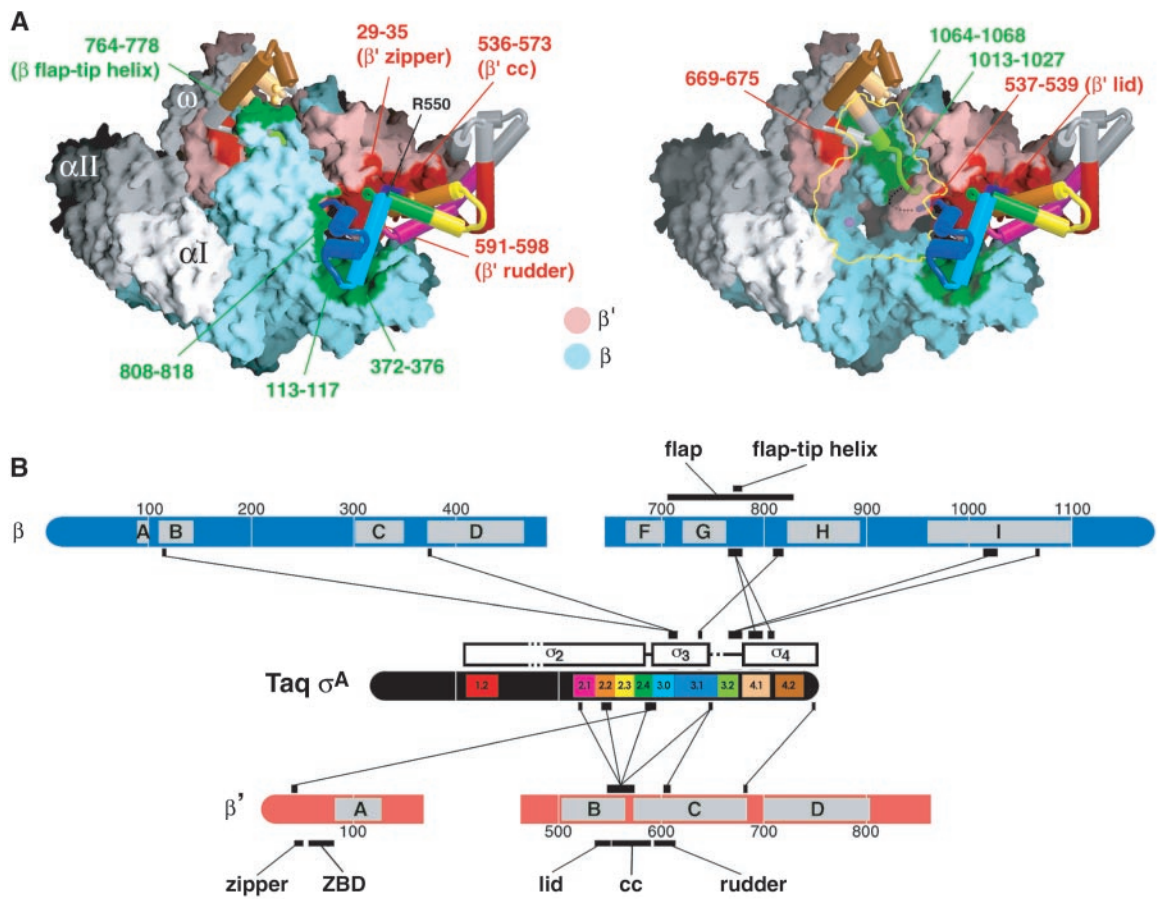 A
764-778
(β flap-tip helix)
29-35
(β' zipper)
536-573
(β' cc)
R550
ω
αII
αI
591-598
(β' rudder)
808-818
113-117
372-376
β'
β
1064-1068
1013-1027
669-675
537-539 (β' lid)
B
flap
flap-tip helix
100 200 300 400 700 800 900 1000 1100
β
A B C D F G H I
σ2 σ3 σ4
Taq σA
1.2 2.1 2.2 2.3 2.4 3.0 3.1 3.2 4.1 4.2
β'
A B C D
100 500 600 700 800
zipper ZBD lid cc rudder